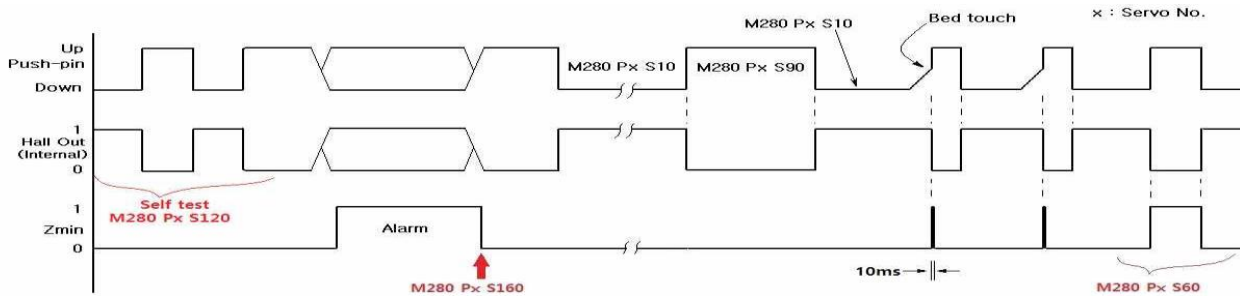 x : Servo No.
Bed touch
M280 Px S10
Up
Push-pin
Down
M280 Px S10
M280 Px S90
1
Hall Out
(Internal)
0
Self test
M280 Px S120
1
Zmin
0
Alarm
10ms
M280 Px S160
M280 Px S60